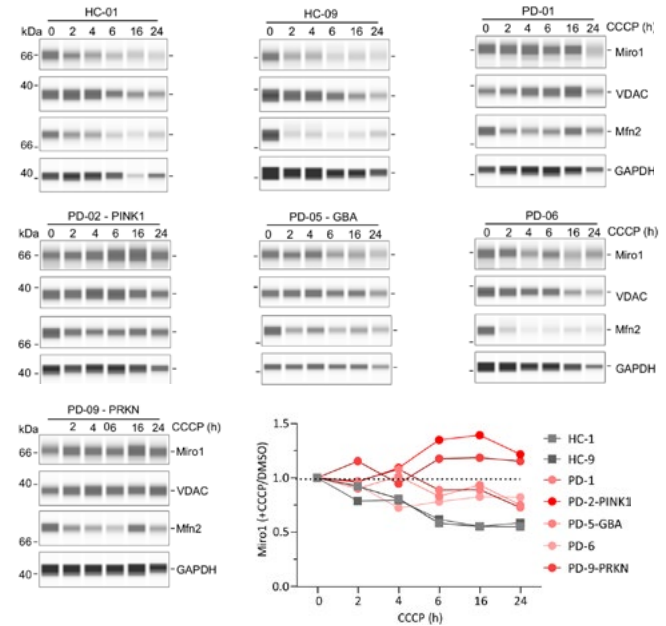 HC-01
HC-09
PD-01
kDa
0 2 4 6 16 24
0 2 4 6 16 24
0 2 4 6 16 24 CCCP (h)
66
Miro1
40
VDAC
66
Mfn2
40
GAPDH
PD-02 - PINK1
PD-05 - GBA
PD-06
kDa
0 2 4 6 16 24
0 2 4 6 16 24
0 2 4 6 16 24 CCCP (h)
66
Miro1
40
VDAC
66
Mfn2
40
GAPDH
PD-09 - PRKN
kDa
2 4 06 16 24 CCCP (h)
66
Miro1
40
VDAC
66
Mfn2
40
GAPDH
Miro1 (+CCCP/DMSO)
1.5
1.0
0.5
0.0
0 2 4 6 16 24
CCCP (h)
HC-1
HC-9
PD-1
PD-2-PINK1
PD-5-GBA
PD-6
PD-9-PRKN